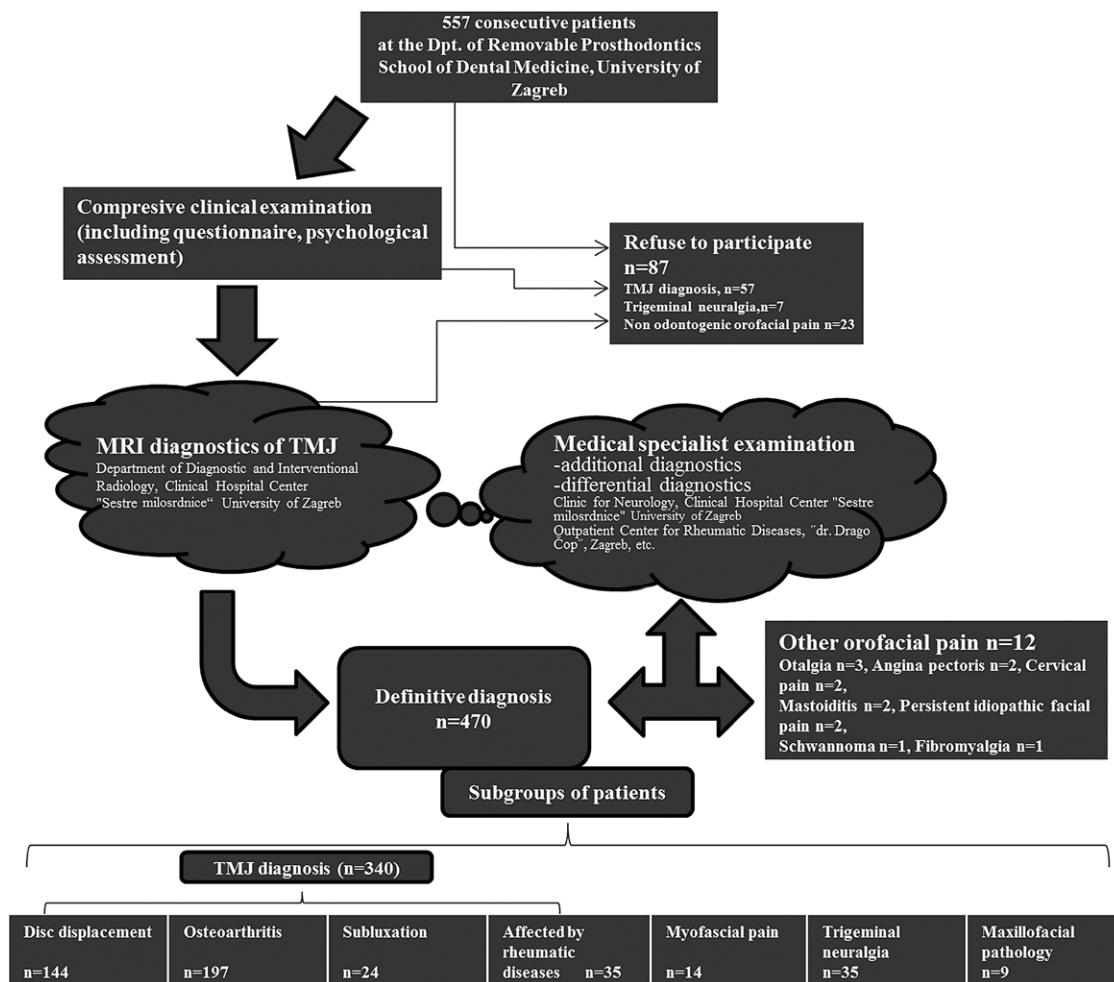 557 consecutive patients
at the Dpt. of Removable Prosthodontics
School of Dental Medicine, University of
Zagreb
Compresive clinical examination
(including questionnaire, psychological
assessment)
Refuse to participate
n=87
TMJ diagnosis, n=57
Trigeminal neuralgia,n=7
Non odontogenic orofacial pain n=23
MRI diagnostics of TMJ
Department of Diagnostic and Interventional
Radiology, Clinical Hospital Center
"Sestre milosrdnice“ University of Zagreb
Medical specialist examination
-additional diagnostics
-differential diagnostics
Clinic for Neurology, Clinical Hospital Center "Sestre
milosrdnice" University of Zagreb
Outpatient Center for Rheumatic Diseases, ˝dr. Drago
Čop˝, Zagreb, etc.
Definitive diagnosis
n=470
Other orofacial pain n=12
Otalgia n=3, Angina pectoris n=2, Cervical
pain n=2,
Mastoiditis n=2, Persistent idiopathic facial
pain n=2,
Schwannoma n=1, Fibromyalgia n=1
Subgroups of patients
TMJ diagnosis (n=340)
Disc displacement
n=144
Osteoarthritis
n=197
Subluxation
n=24
Affected by
rheumatic
diseases n=35
Myofascial pain
n=14
Trigeminal
neuralgia
n=35
Maxillofacial
pathology
n=9